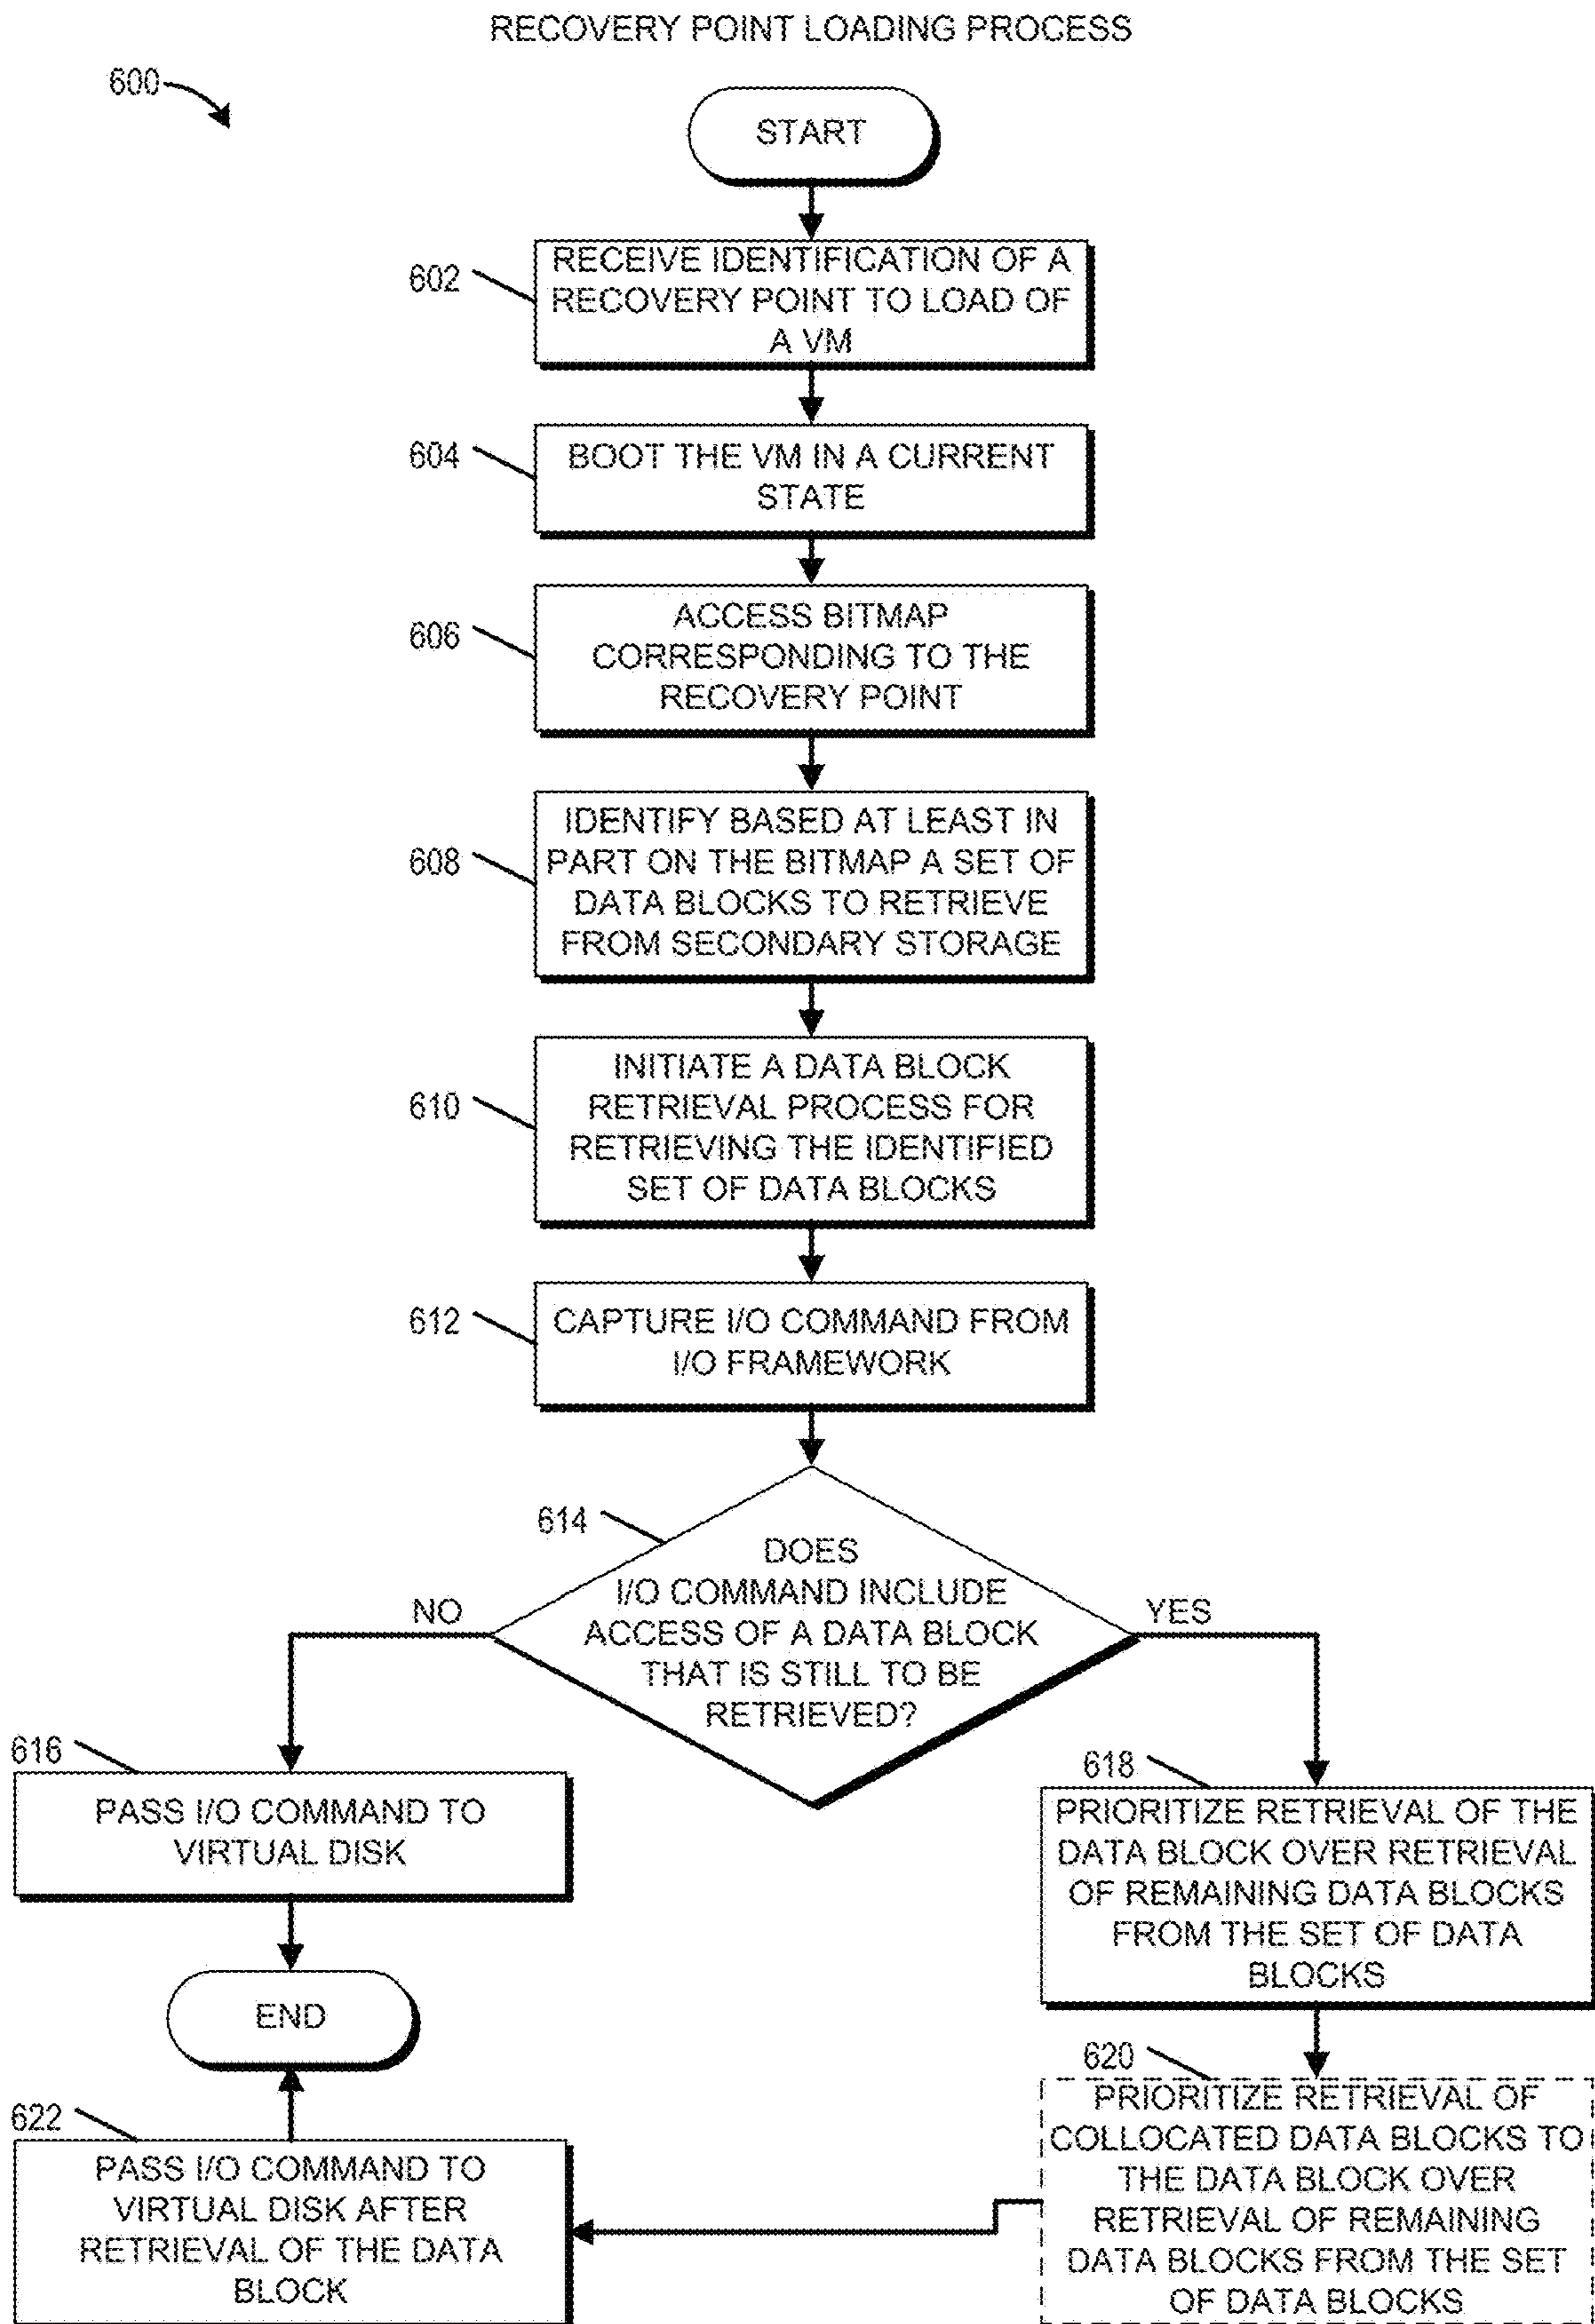 RECOVERY POINT LOADING PROCESS
600
START
602
RECEIVE IDENTIFICATION OF A
RECOVERY POINT TO LOAD OF
A VM
604
BOOT THE VM IN A CURRENT
STATE
606
ACCESS BITMAP
CORRESPONDING TO THE
RECOVERY POINT
608
IDENTIFY BASED AT LEAST IN
PART ON THE BITMAP A SET OF
DATA BLOCKS TO RETRIEVE
FROM SECONDARY STORAGE
610
INITIATE A DATA BLOCK
RETRIEVAL PROCESS FOR
RETRIEVING THE IDENTIFIED
SET OF DATA BLOCKS
612
CAPTURE I/O COMMAND FROM
I/O FRAMEWORK
614
DOES
I/O COMMAND INCLUDE
ACCESS OF A DATA BLOCK
THAT IS STILL TO BE
RETRIEVED?
NO
YES
616
PASS I/O COMMAND TO
VIRTUAL DISK
618
PRIORITIZE RETRIEVAL OF THE
DATA BLOCK OVER RETRIEVAL
OF REMAINING DATA BLOCKS
FROM THE SET OF DATA
BLOCKS
END
620
PRIORITIZE RETRIEVAL OF
COLLOCATED DATA BLOCKS TO
THE DATA BLOCK OVER
RETRIEVAL OF REMAINING
DATA BLOCKS FROM THE SET
OF DATA BLOCKS
622
PASS I/O COMMAND TO
VIRTUAL DISK AFTER
RETRIEVAL OF THE DATA
BLOCK